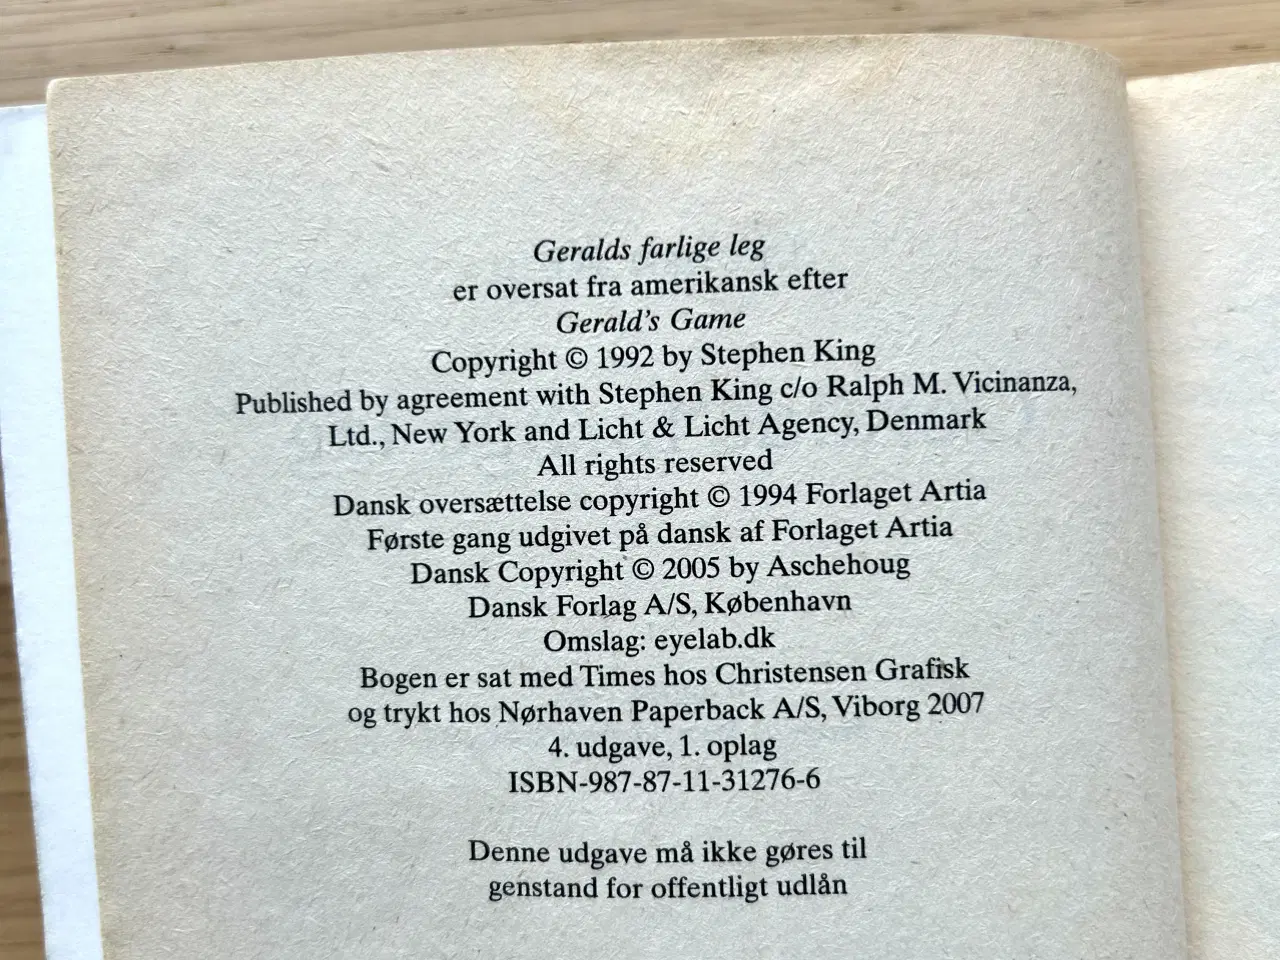 Geralds farlige leg
er oversat fra amerikansk efter
Gerald's Game
Copyright © 1992 by Stephen King
Published by agreement with Stephen King c/o Ralph M. Vicinanza,
Ltd., New York and Licht & Licht Agency, Denmark
All rights reserved
Dansk oversættelse copyright © 1994 Forlaget Artia
Første gang udgivet på dansk af Forlaget Artia
Dansk Copyright © 2005 by Aschehoug
Dansk Forlag A/S, København
Omslag: eyelab.dk
Bogen er sat med Times hos Christensen Grafisk
og trykt hos Nørhaven Paperback A/S, Viborg 2007
4. udgave, 1. oplag
ISBN-987-87-11-31276-6
Denne udgave må ikke gøres til
genstand for offentligt udlån